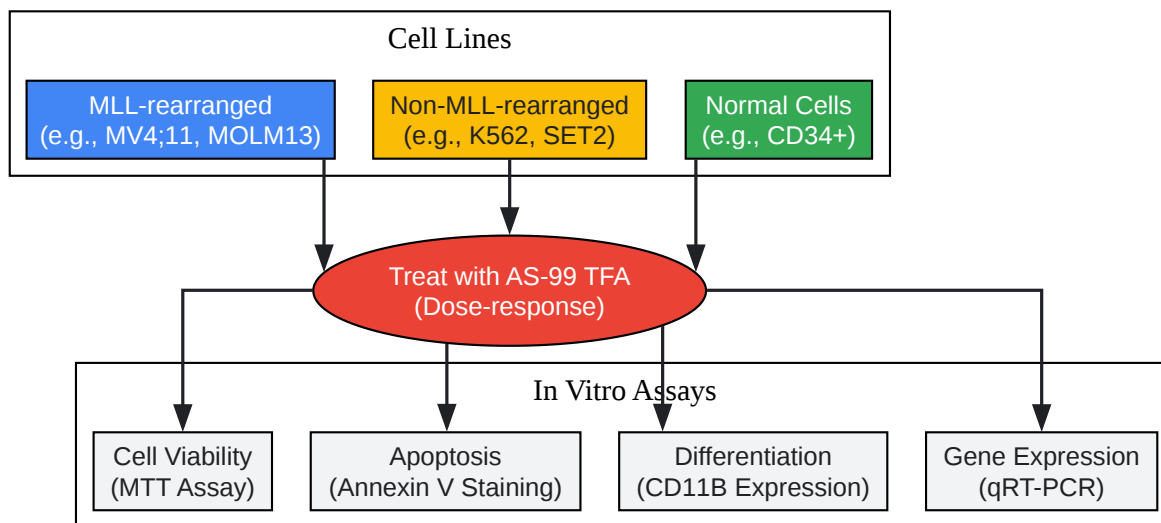 Cell Lines
MLL-rearranged
(e.g., MV4;11, MOLM13)
Non-MLL-rearranged
(e.g., K562, SET2)
Normal Cells
(e.g., CD34+)
Treat with AS-99 TFA
(Dose-response)
In Vitro Assays
Cell Viability
(MTT Assay)
Apoptosis
(Annexin V Staining)
Differentiation
(CD11B Expression)
Gene Expression
(qRT-PCR)